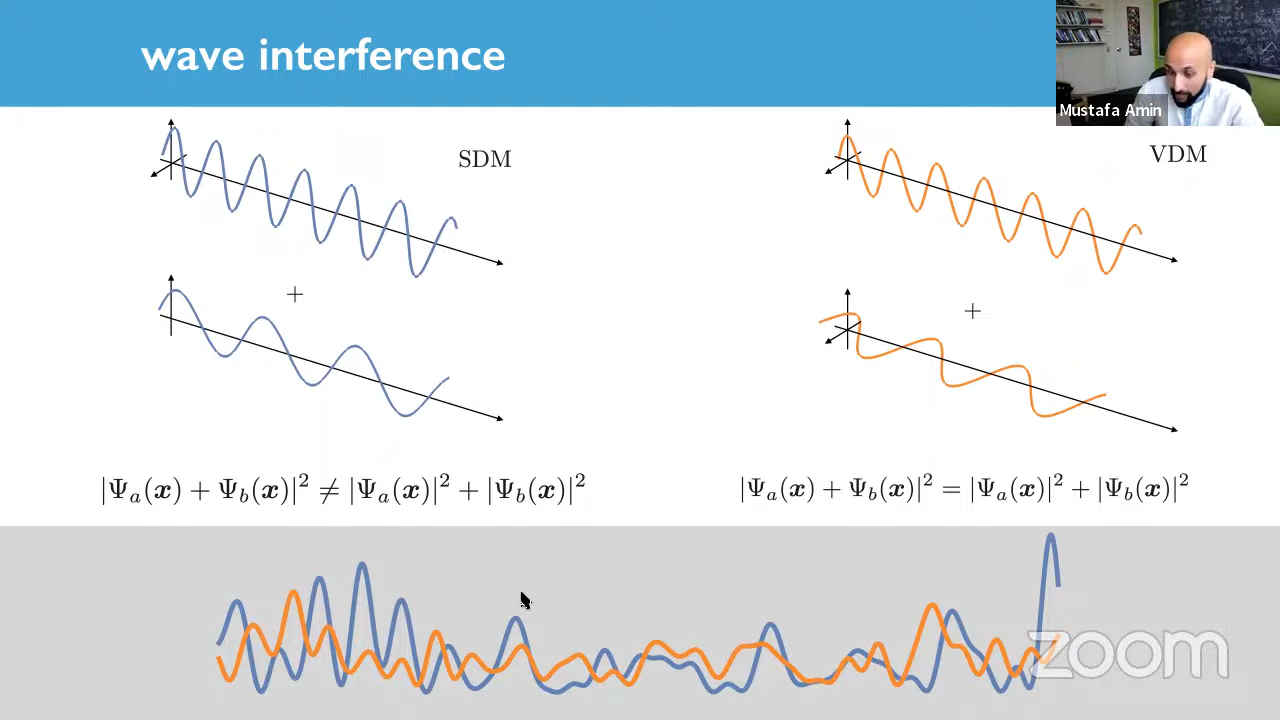 wave interference
Mustafa Amin
SDM
VDM
+
+
|Ψ_a(x) + Ψ_b(x)|² ≠ |Ψ_a(x)|² + |Ψ_b(x)|²
|Ψ_a(x) + Ψ_b(x)|² = |Ψ_a(x)|² + |Ψ_b(x)|²
zoom